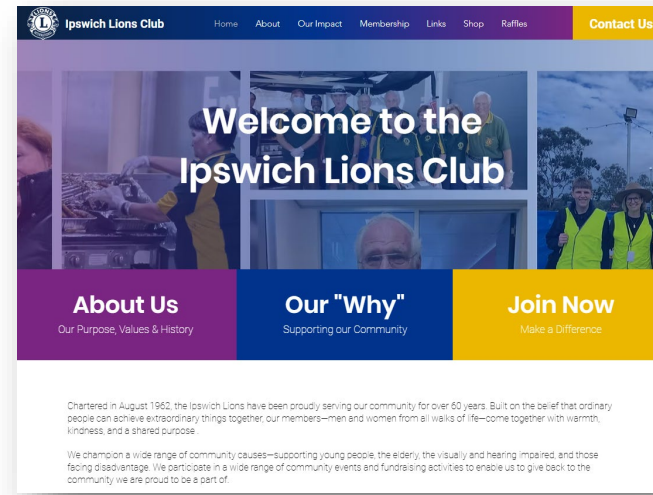 LIONS
L
Ipswich Lions Club
Home About Our Impact Membership Links Shop Raffles
Contact Us
Welcome to the
Ipswich Lions Club
About Us
Our Purpose, Values & History
Our "Why"
Supporting our Community
Join Now
Make a Difference
Chartered in August 1962, the Ipswich Lions have been proudly serving our community for over 60 years. Built on the belief that ordinary
people can achieve extraordinary things together, our members—men and women from all walks of life—come together with warmth,
kindness, and a shared purpose .
We champion a wide range of community causes—supporting young people, the elderly, the visually and hearing impaired, and those
facing disadvantage. We participate in a wide range of community events and fundraising activities to enable us to give back to the
community we are proud to be a part of.